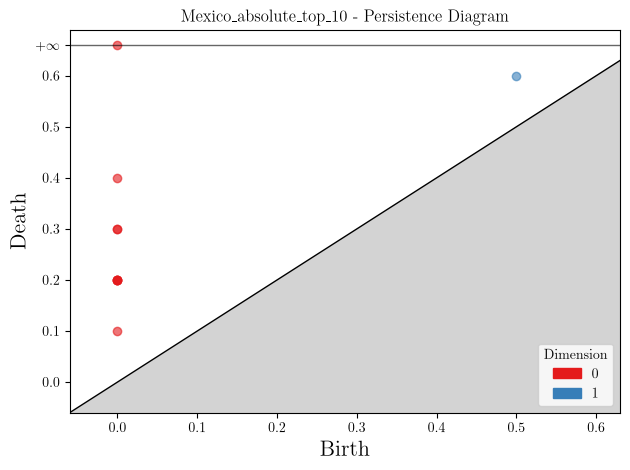 Mexico_absolute_top_10 - Persistence Diagram
+∞
0.6
0.5
0.4
0.3
0.2
0.1
0.0
Death
0.0 0.1 0.2 0.3 0.4 0.5 0.6
Birth
Dimension
0
1